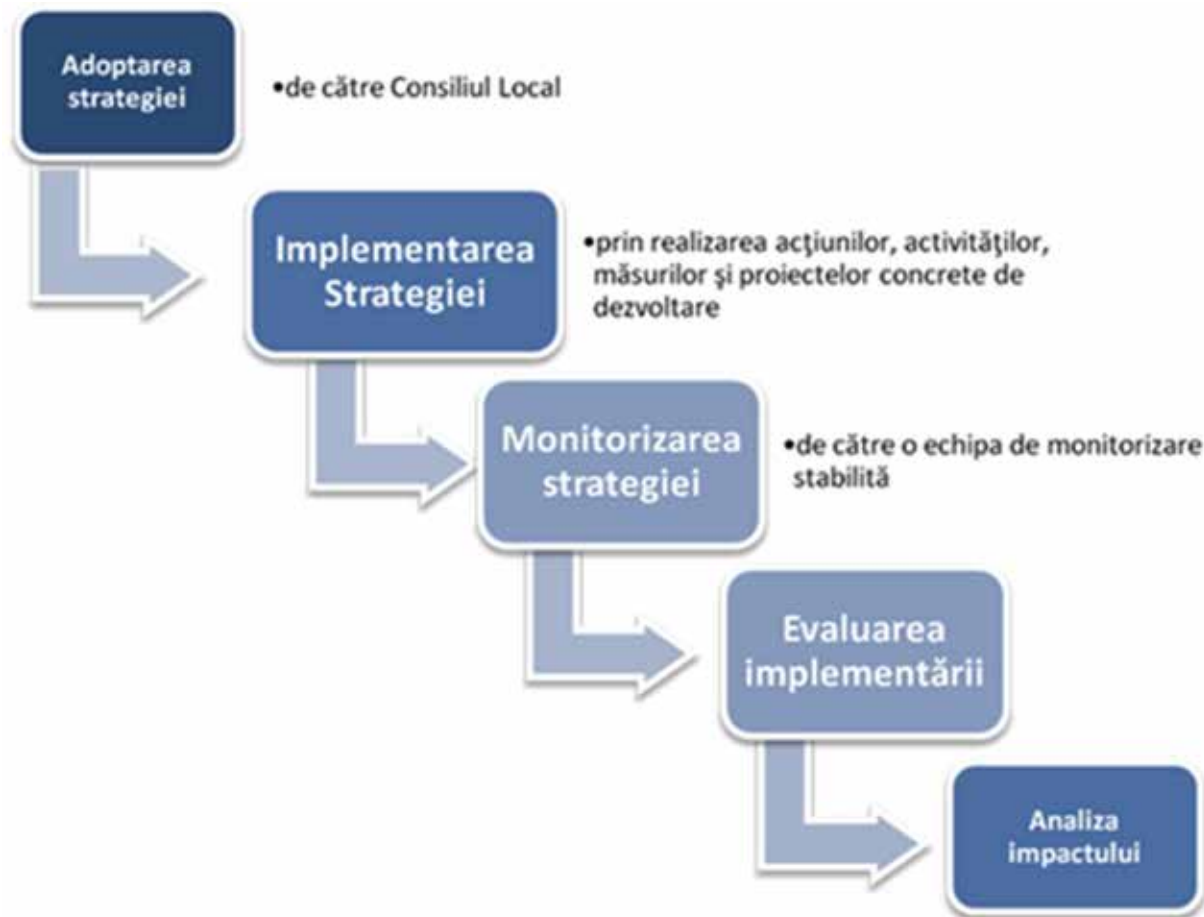 Adoptarea
strategiei
•de către Consiliul Local
Implementarea
Strategiei
•prin realizarea acţiunilor, activităţilor,
măsurilor şi proiectelor concrete de
dezvoltare
Monitorizarea
strategiei
•de către o echipa de monitorizare
stabilită
Evaluarea
implementării
Analiza
impactului